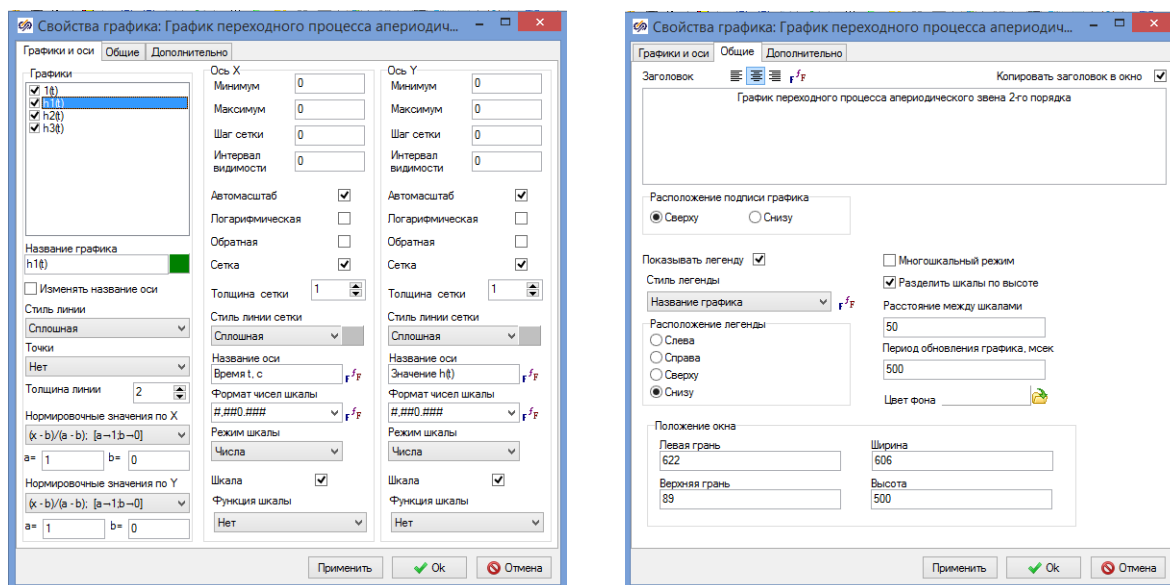 Свойства графика: График переходного процесса апериодич...
Графики и оси Общие Дополнительно
Графики
1(t)
h1(t)
h2(t)
h3(t)
Название графика
h1(t)
Изменять название оси
Стиль линии
Сплошная
Точки
Нет
Толщина линии 2
Нормировочные значения по X
(x - b)/(a - b); [a→1;b→0]
a= 1 b= 0
Нормировочные значения по Y
(x - b)/(a - b); [a→1;b→0]
a= 1 b= 0
Ось X
Минимум 0
Максимум 0
Шаг сетки 0
Интервал
видимости 0
Автомасштаб
Логарифмическая
Обратная
Сетка
Толщина сетки 1
Стиль линии сетки
Сплошная
Название оси
Время t, c
Формат чисел шкалы
#,##0.###
Режим шкалы
Числа
Шкала
Функция шкалы
Нет
Ось Y
Минимум 0
Максимум 0
Шаг сетки 0
Интервал
видимости 0
Автомасштаб
Логарифмическая
Обратная
Сетка
Толщина сетки 1
Стиль линии сетки
Сплошная
Название оси
Значение h(t)
Формат чисел шкалы
#,##0.###
Режим шкалы
Числа
Шкала
Функция шкалы
Нет
Применить Ok Отмена
Свойства графика: График переходного процесса апериодич...
Графики и оси Общие Дополнительно
Заголовок Копировать заголовок в окно
График переходного процесса апериодического звена 2-го порядка
Расположение подписи графика
Сверху Снизу
Показывать легенду
Стиль легенды
Название графика
Расположение легенды
Слева
Справа
Сверху
Снизу
Многошкальный режим
Разделить шкалы по высоте
Расстояние между шкалами
50
Период обновления графика, мсек
500
Цвет фона
Положение окна
Левая грань Ширина
622 606
Верхняя грань Высота
89 500
Применить Ok Отмена